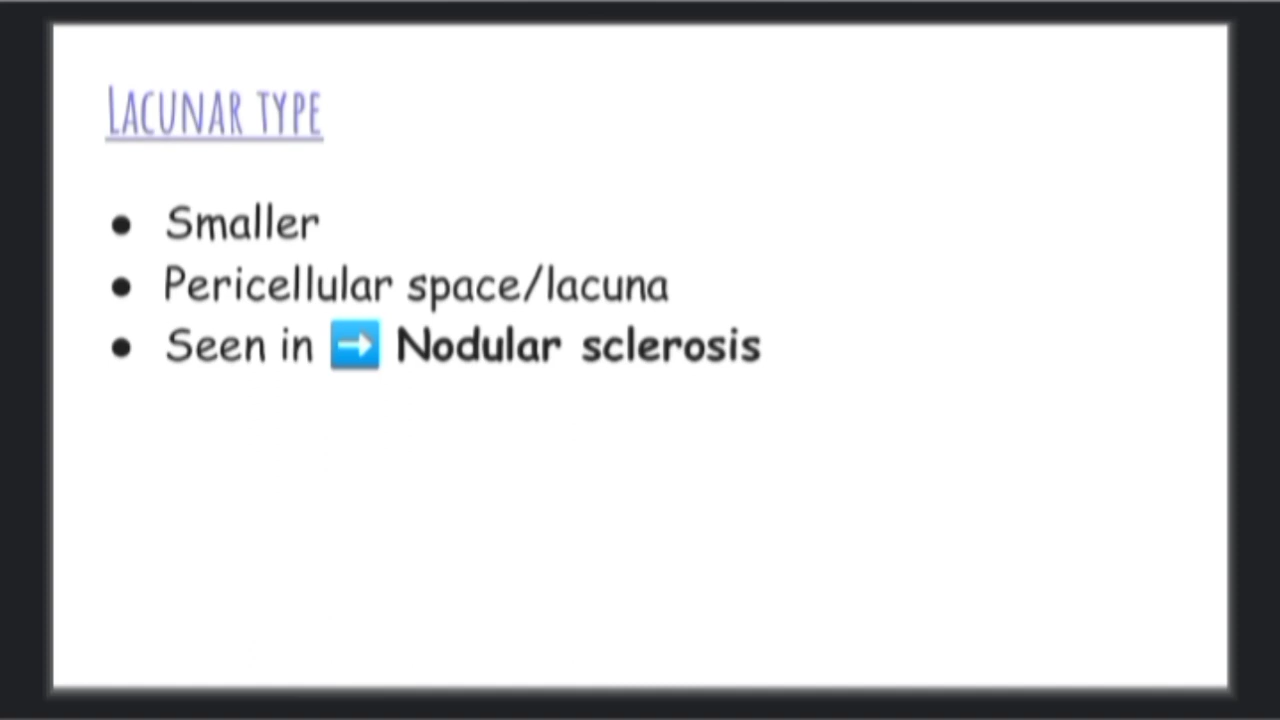 Lacunar type
● Smaller
● Pericellular space/lacuna
● Seen in ➡️ Nodular sclerosis